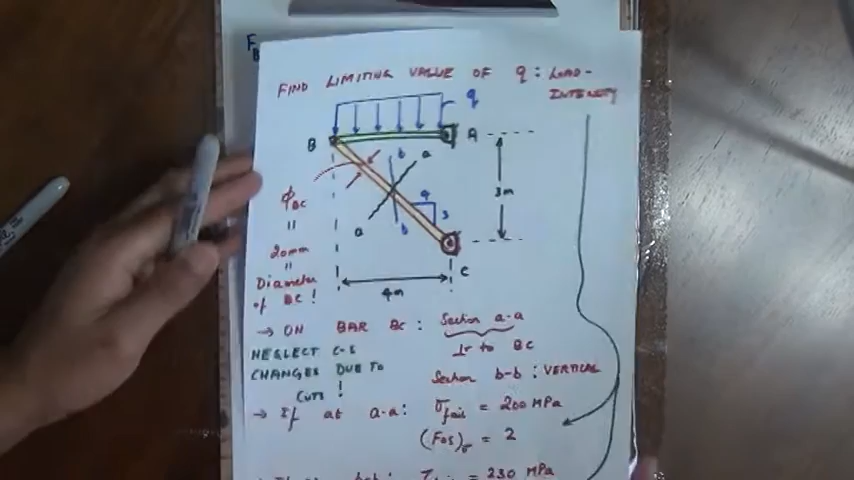 FIND LIMITING VALUE OF q: LOAD-
INTENSITY
q
B
A
b
a
3m
ϕBC
"
20mm
"
DIAMETER
of BC!
4
3
a
b
C
4m
→ ON BAR BC: Section a-a
⊥r to BC
NEGLECT C-S
CHANGES DUE TO
CUTS!
Section b-b: VERTICAL
→ If at a-a: σfail = 200 MPa
(FOS)σ = 2
= 230 MPa